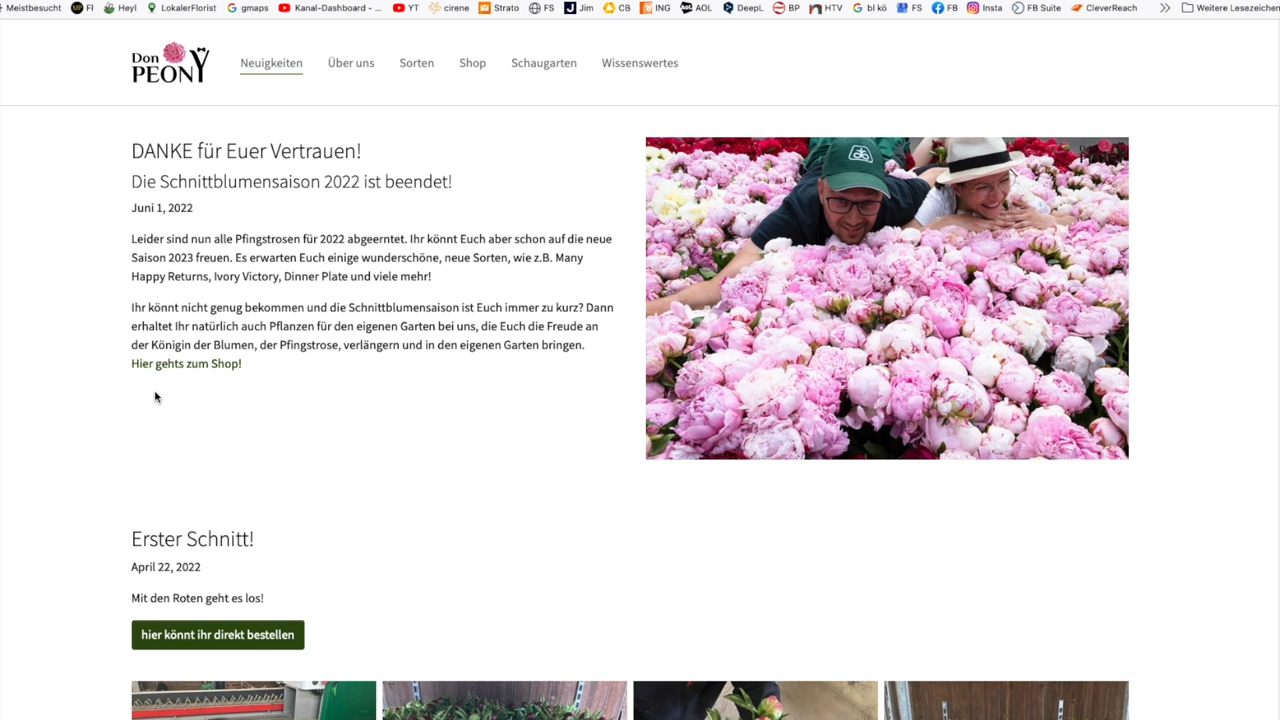 Meistbesucht FI Heyl LokalerFlorist gmaps Kanal-Dashboard - ... YT cirene Strato FS Jim CB ING AOL DeepL BP HTV bl kö FS FB Insta FB Suite CleverReach Weitere Lesezeichen
Don PEONY
Neuigkeiten Über uns Sorten Shop Schaugarten Wissenswertes
DANKE für Euer Vertrauen!
Die Schnittblumensaison 2022 ist beendet!
Juni 1, 2022
Leider sind nun alle Pfingstrosen für 2022 abgeerntet. Ihr könnt Euch aber schon auf die neue
Saison 2023 freuen. Es erwarten Euch einige wunderschöne, neue Sorten, wie z.B. Many
Happy Returns, Ivory Victory, Dinner Plate und viele mehr!
Ihr könnt nicht genug bekommen und die Schnittblumensaison ist Euch immer zu kurz? Dann
erhaltet Ihr natürlich auch Pflanzen für den eigenen Garten bei uns, die Euch die Freude an
der Königin der Blumen, der Pfingstrose, verlängern und in den eigenen Garten bringen.
Hier gehts zum Shop!
Erster Schnitt!
April 22, 2022
Mit den Roten geht es los!
hier könnt ihr direkt bestellen